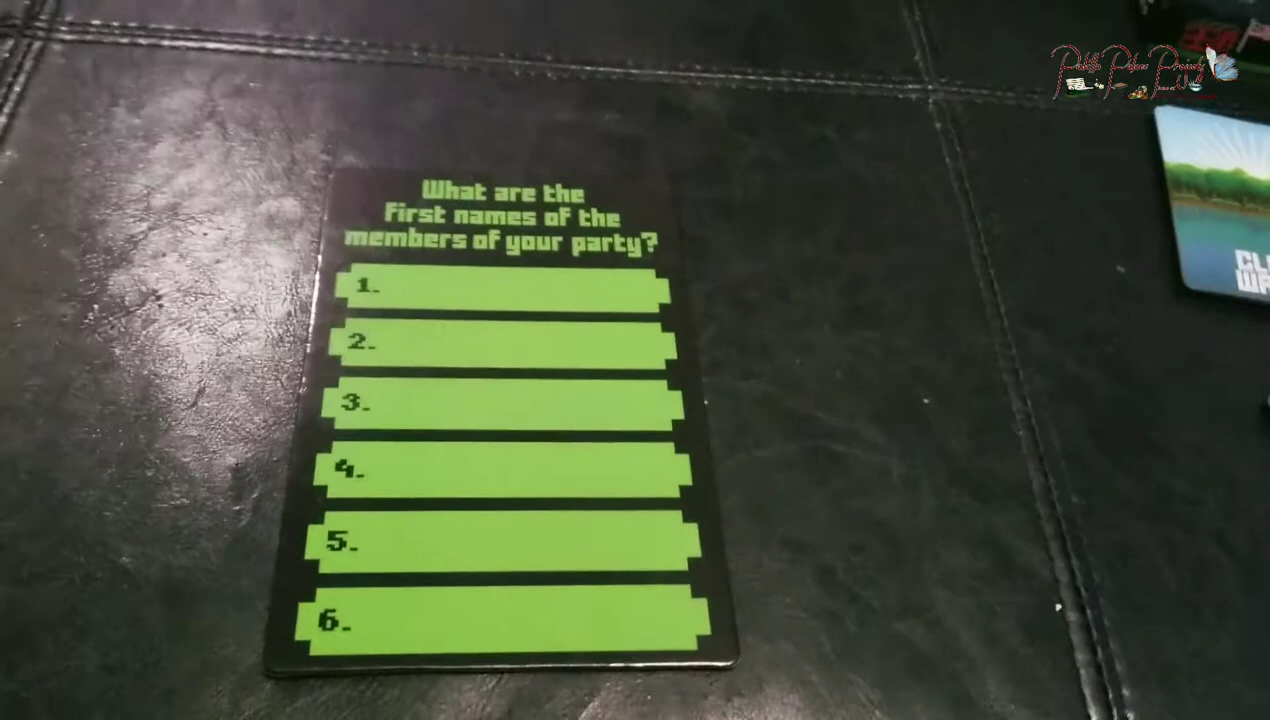 What are the
first names of the
members of your party?
1.
2.
3.
4.
5.
6.